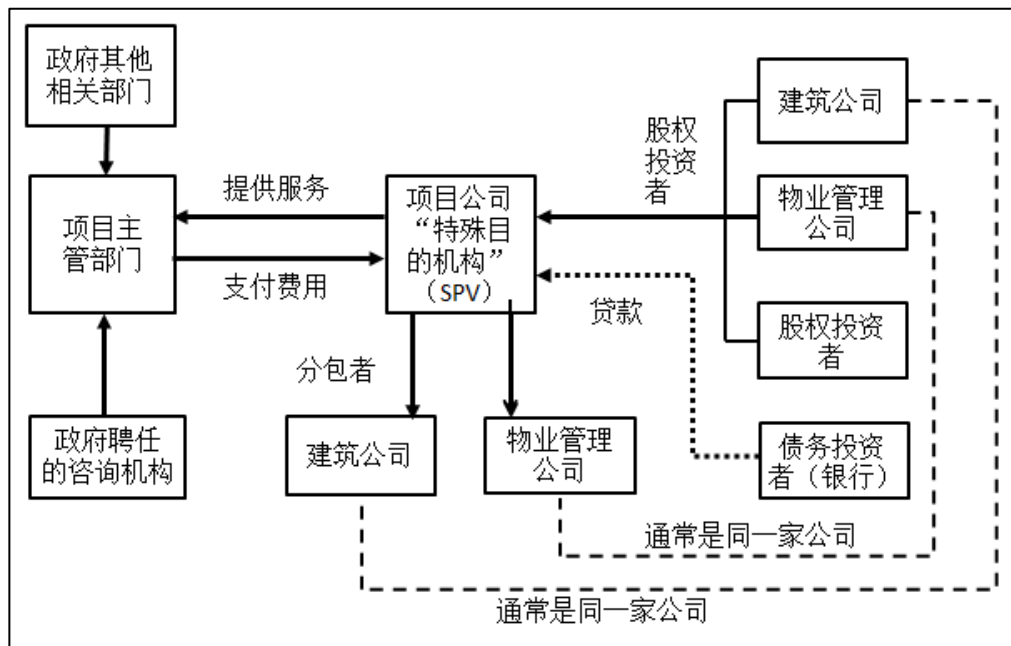 政府其他
相关部门
建筑公司
股权
投资
者
提供服务
项目公司
“特殊目
的机构”
（SPV）
物业管理
公司
项目主
管部门
支付费用
贷款
股权投资
者
分包者
政府聘任
的咨询机构
建筑公司
物业管理
公司
债务投资
者（银行）
通常是同一家公司
通常是同一家公司